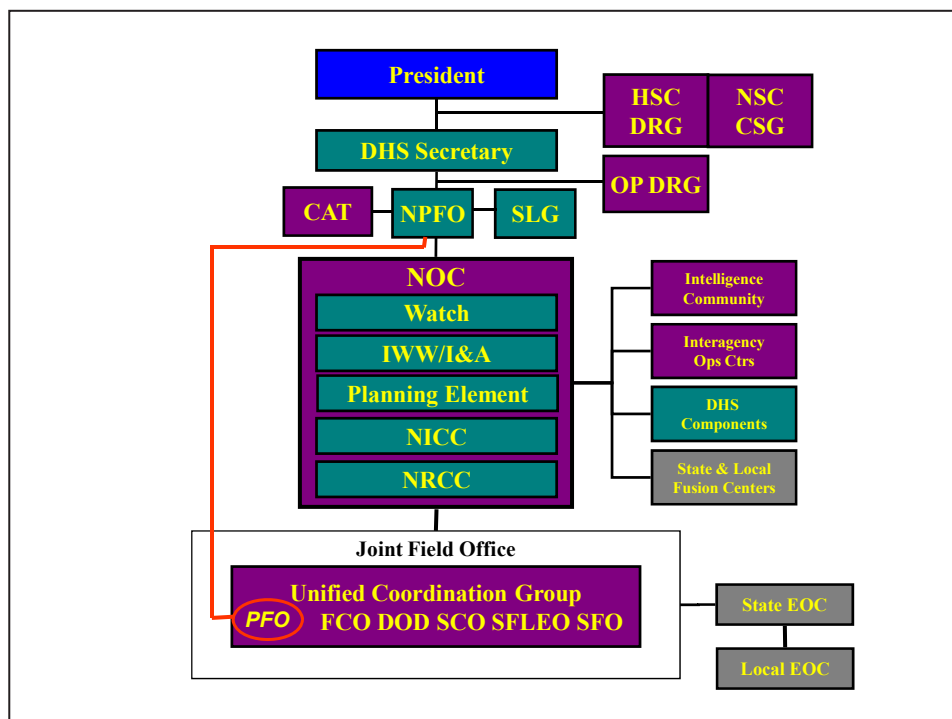 President
HSC
DRG
NSC
CSG
DHS Secretary
OP DRG
CAT
NPFO
SLG
NOC
Watch
IWW/I&A
Planning Element
NICC
NRCC
Intelligence
Community
Interagency
Ops Ctrs
DHS
Components
State & Local
Fusion Centers
Joint Field Office
Unified Coordination Group
PFO FCO DOD SCO SFLEO SFO
State EOC
Local EOC